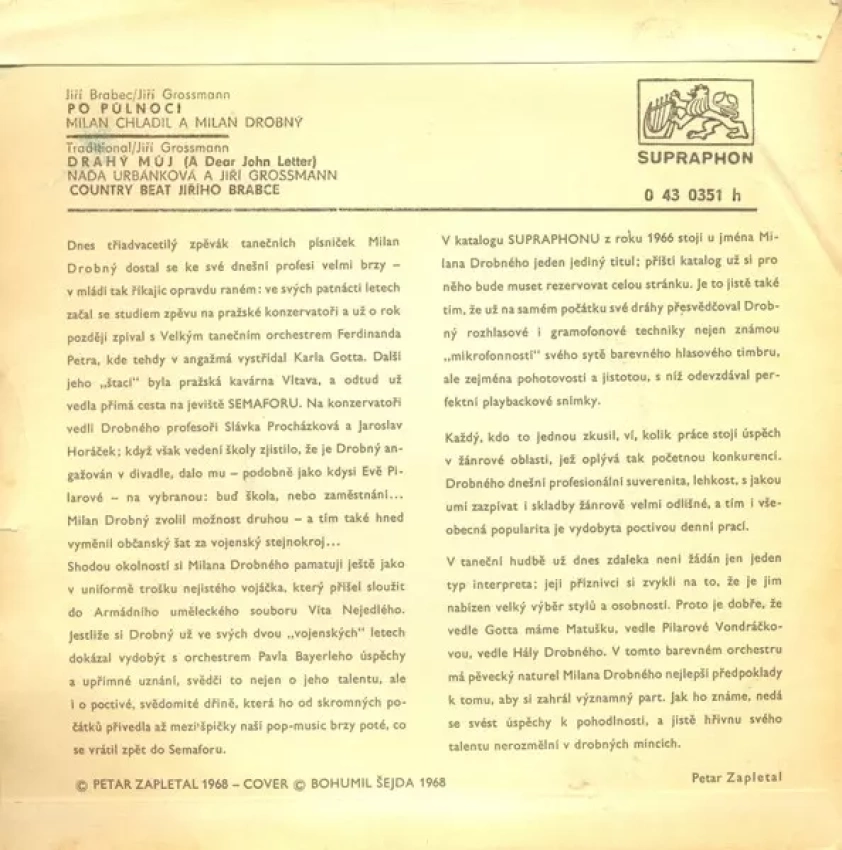 Jiří Brabec/Jiří Grossmann
PO PŮLNOCI
MILAN CHLADIL A MILAN DROBNÝ
Traditional/Jiří Grossmann
DRAHÝ MŮJ (A Dear John Letter)
NAĎA URBÁNKOVÁ A JIŘÍ GROSSMANN
COUNTRY BEAT JIŘÍHO BRABCE
SUPRAPHON
0 43 0351 h
Dnes třiadvacetilý zpěvák tanečních písniček Milan
Drobný dostal se ke své dnešní profesi velmi brzy –
v mládí tak říkajíc opravdu raném: ve svých patnácti letech
začal se studiem zpěvu na pražské konzervatoři a už o rok
později zpíval s Velkým tanečním orchestrem Ferdinanda
Petra, kde tehdy v angažmá vystřídal Karla Gotta. Další
jeho „štací" byla pražská kavárna Vltava, a odtud už
vedla přímá cesta na jeviště SEMAFORU. Na konzervatoři
vedli Drobného profesoři Slávka Procházková a Jaroslav
Horáček; když však vedení školy zjistilo, že je Drobný an-
gažován v divadle, dalo mu – podobně jako kdysi Evě Pi-
larové – na vybranou: buď škola, nebo zaměstnání...
Milan Drobný zvolil možnost druhou – a tím také hned
vyměnil občanský šat za vojenský stejnokroj...
Shodou okolností si Milana Drobného pamatuji ještě jako
v uniformě trošku nejistého vojáčka, který přišel sloužit
do Armádního uměleckého souboru Víta Nejedlého.
Jestliže si Drobný už ve svých dvou „vojenských" letech
dokázal vydobýt s orchestrem Pavla Bayerleho úspěchy
a upřímné uznání, svědčí to nejen o jeho talentu, ale
i o poctivé, svědomité dřině, která ho od skromných po-
čátků přivedla až mezi špičky naší pop-music brzy poté, co
se vrátil zpět do Semaforu.
V katalogu SUPRAPHONU z roku 1966 stojí u jména Mi-
lana Drobného jeden jediný titul; příští katalog už si pro
něho bude muset rezervovat celou stránku. Je to jistě také
tím, že už na samém počátku své dráhy přesvědčoval Drob-
ný rozhlasové i gramofonové techniky nejen známou
„mikrofonností" svého sytě barevného hlasového timbru,
ale zejména pohotovostí a jistotou, s níž odevzdával per-
fektní playbackové snímky.
Každý, kdo to jednou zkusil, ví, kolik práce stojí úspěch
v žánrové oblasti, jež oplývá tak početnou konkurencí.
Drobného dnešní profesionální suverenita, lehkost, s jakou
umí zazpívat i skladby žánrově velmi odlišné, a tím i vše-
obecná popularita je vydobyta poctivou denní prací.
V taneční hudbě už dnes zdaleka není žádán jen jeden
typ interpreta; její příznivci si zvykli na to, že je jim
nabízen velký výběr stylů a osobností. Proto je dobře, že
vedle Gotta máme Matušku, vedle Pilarové Vondráčko-
vou, vedle Hály Drobného. V tomto barevném orchestru
má pěvecký naturel Milana Drobného nejlepší předpoklady
k tomu, aby si zahrál významný part. Jak ho známe, nedá
se svést úspěchy k pohodlnosti, a jistě hřivnu svého
talentu nerozmělní v drobných mincích.
Petar Zapletal
© PETAR ZAPLETAL 1968 – COVER © BOHUMIL ŠEJDA 1968